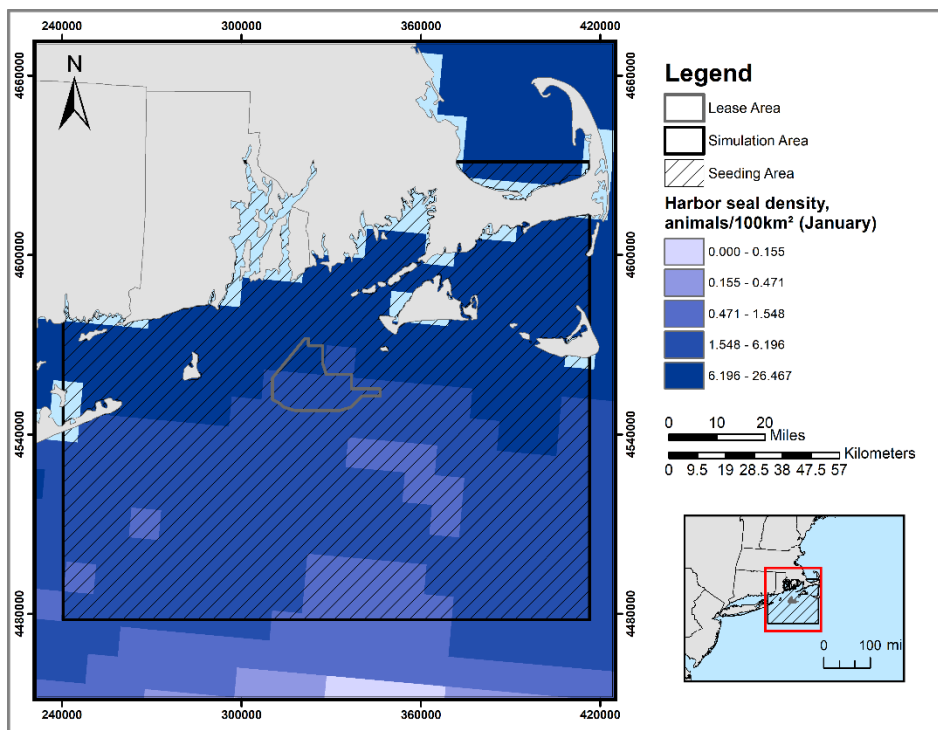 240000 300000 360000 420000
4660000
4600000
4540000
4480000
N
240000 300000 360000 420000
4660000
4600000
4540000
4480000
Legend
Lease Area
Simulation Area
Seeding Area
Harbor seal density,
animals/100km² (January)
0.000 - 0.155
0.155 - 0.471
0.471 - 1.548
1.548 - 6.196
6.196 - 26.467
0 10 20
Miles
Kilometers
0 9.5 19 28.5 38 47.5 57
0 100 mi